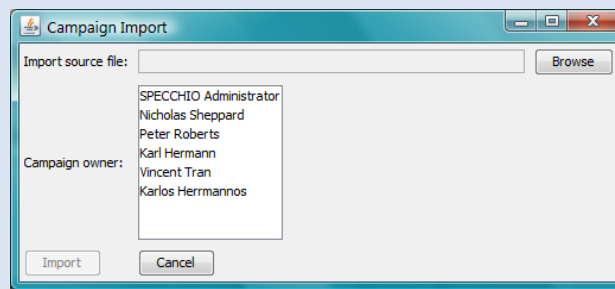 Campaign Import
Import source file:
Browse
Campaign owner:
SPECCHIO Administrator
Nicholas Sheppard
Peter Roberts
Karl Hermann
Vincent Tran
Karlos Herrmannos
Import
Cancel